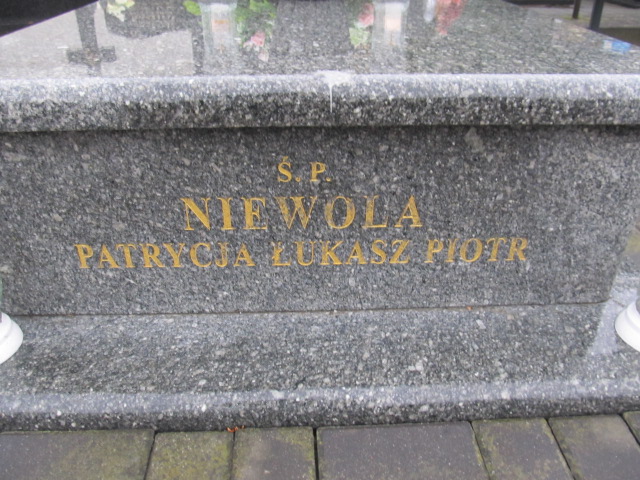 Ś. P.
NIEWOLA
PATRYCJA ŁUKASZ PIOTR